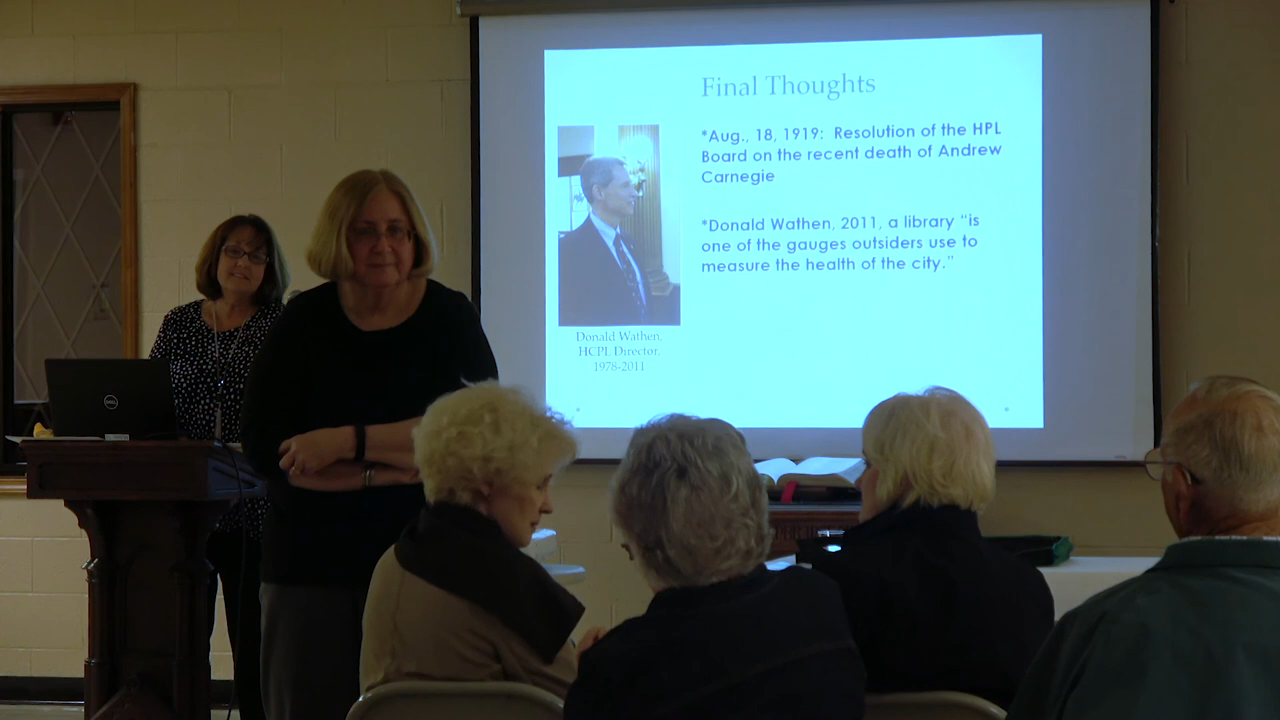 Final Thoughts
*Aug., 18, 1919: Resolution of the HPL
Board on the recent death of Andrew
Carnegie
*Donald Wathen, 2011, a library “is
one of the gauges outsiders use to
measure the health of the city.”
Donald Wathen,
HCPL Director,
1978-2011
DELL